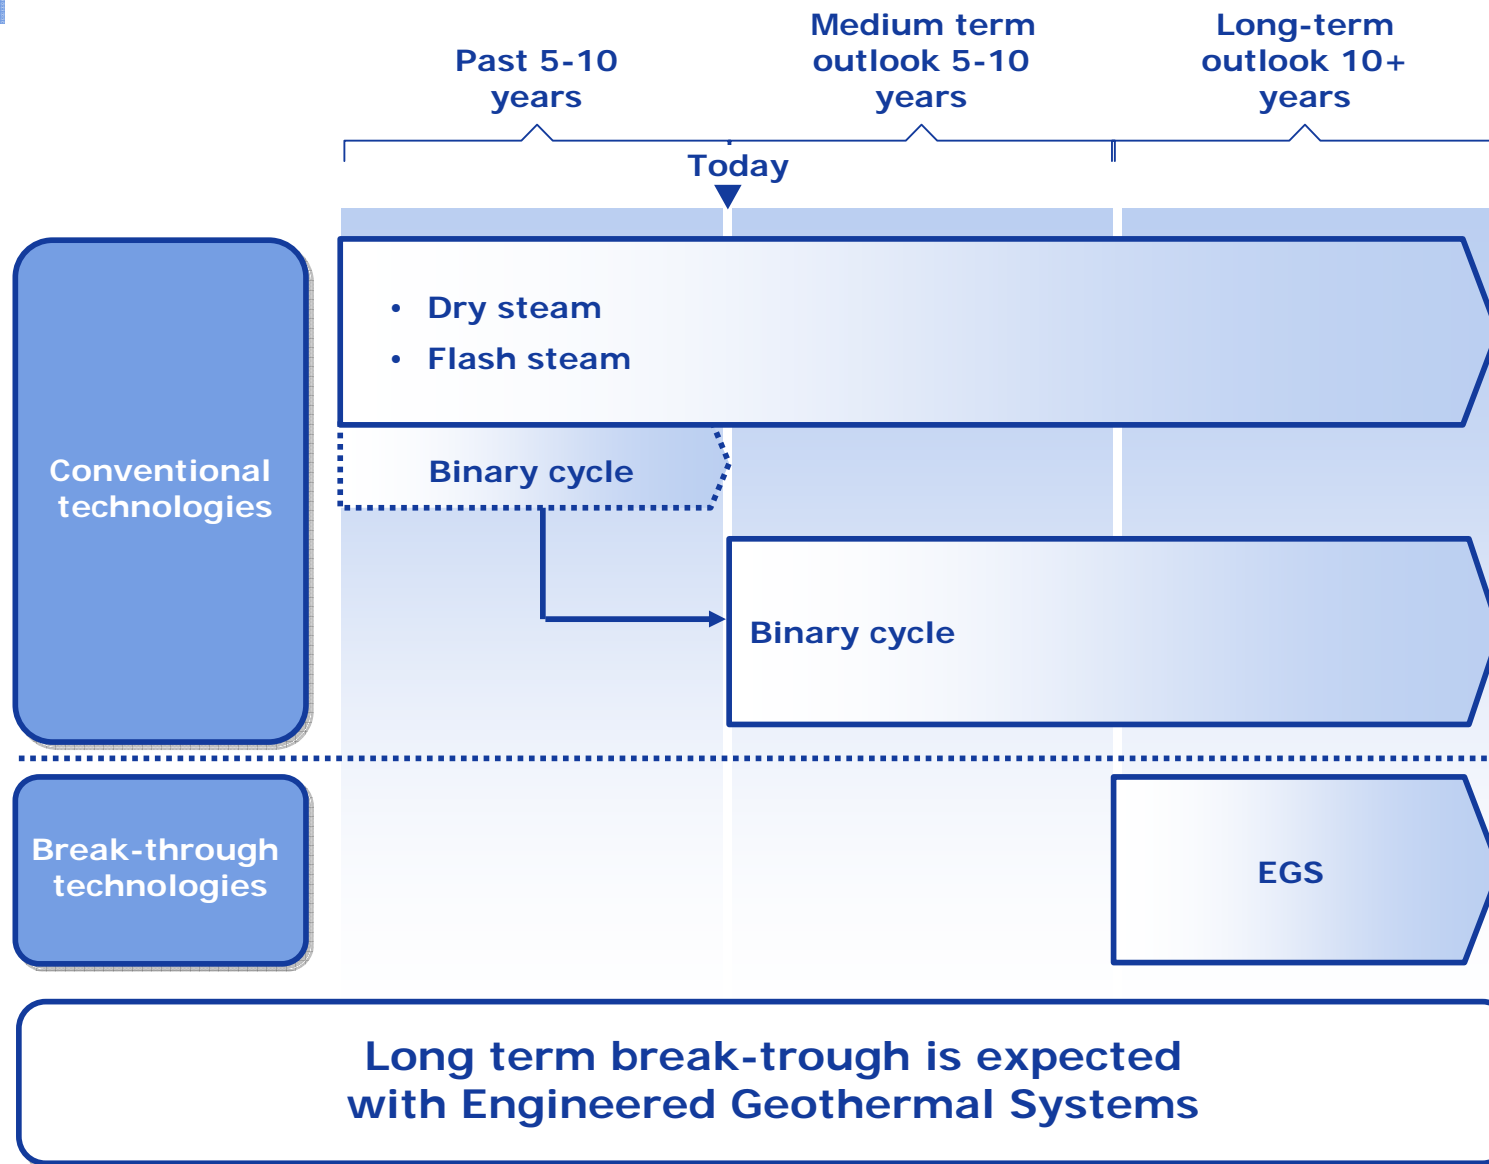 Past 5-10
years
Medium term
outlook 5-10
years
Long-term
outlook 10+
years
Today
Conventional
technologies
• Dry steam
• Flash steam
Binary cycle
Binary cycle
Break-through
technologies
EGS
Long term break-trough is expected
with Engineered Geothermal Systems